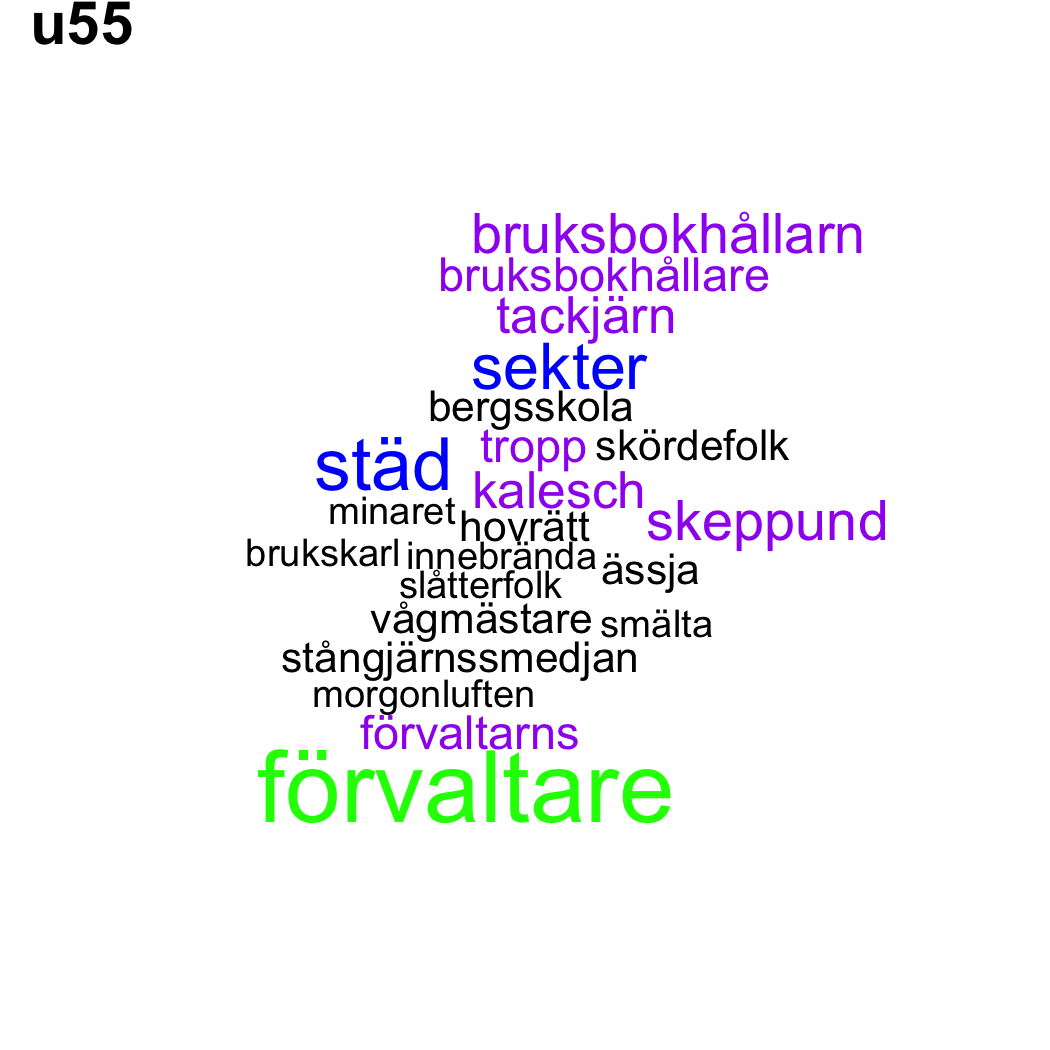 u55
bruksbokhållarn
bruksbokhållare
tackjärn
sekter
bergsskola
städ tropp skördefolk
kalesch
minaret hovrätt skeppund
brukskarl innebrända ässja
slåtterfolk
vågmästare smälta
stångjärnssmedjan
morgonluften
förvaltarns
förvaltare